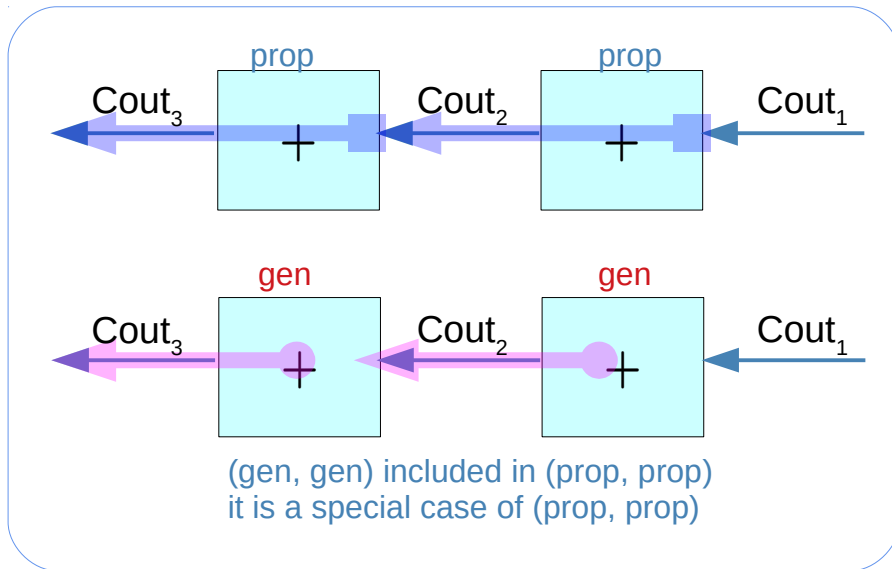 prop prop
Cout₃ Cout₂ Cout₁
+ +
gen gen
Cout₃ Cout₂ Cout₁
+ +
(gen, gen) included in (prop, prop)
it is a special case of (prop, prop)